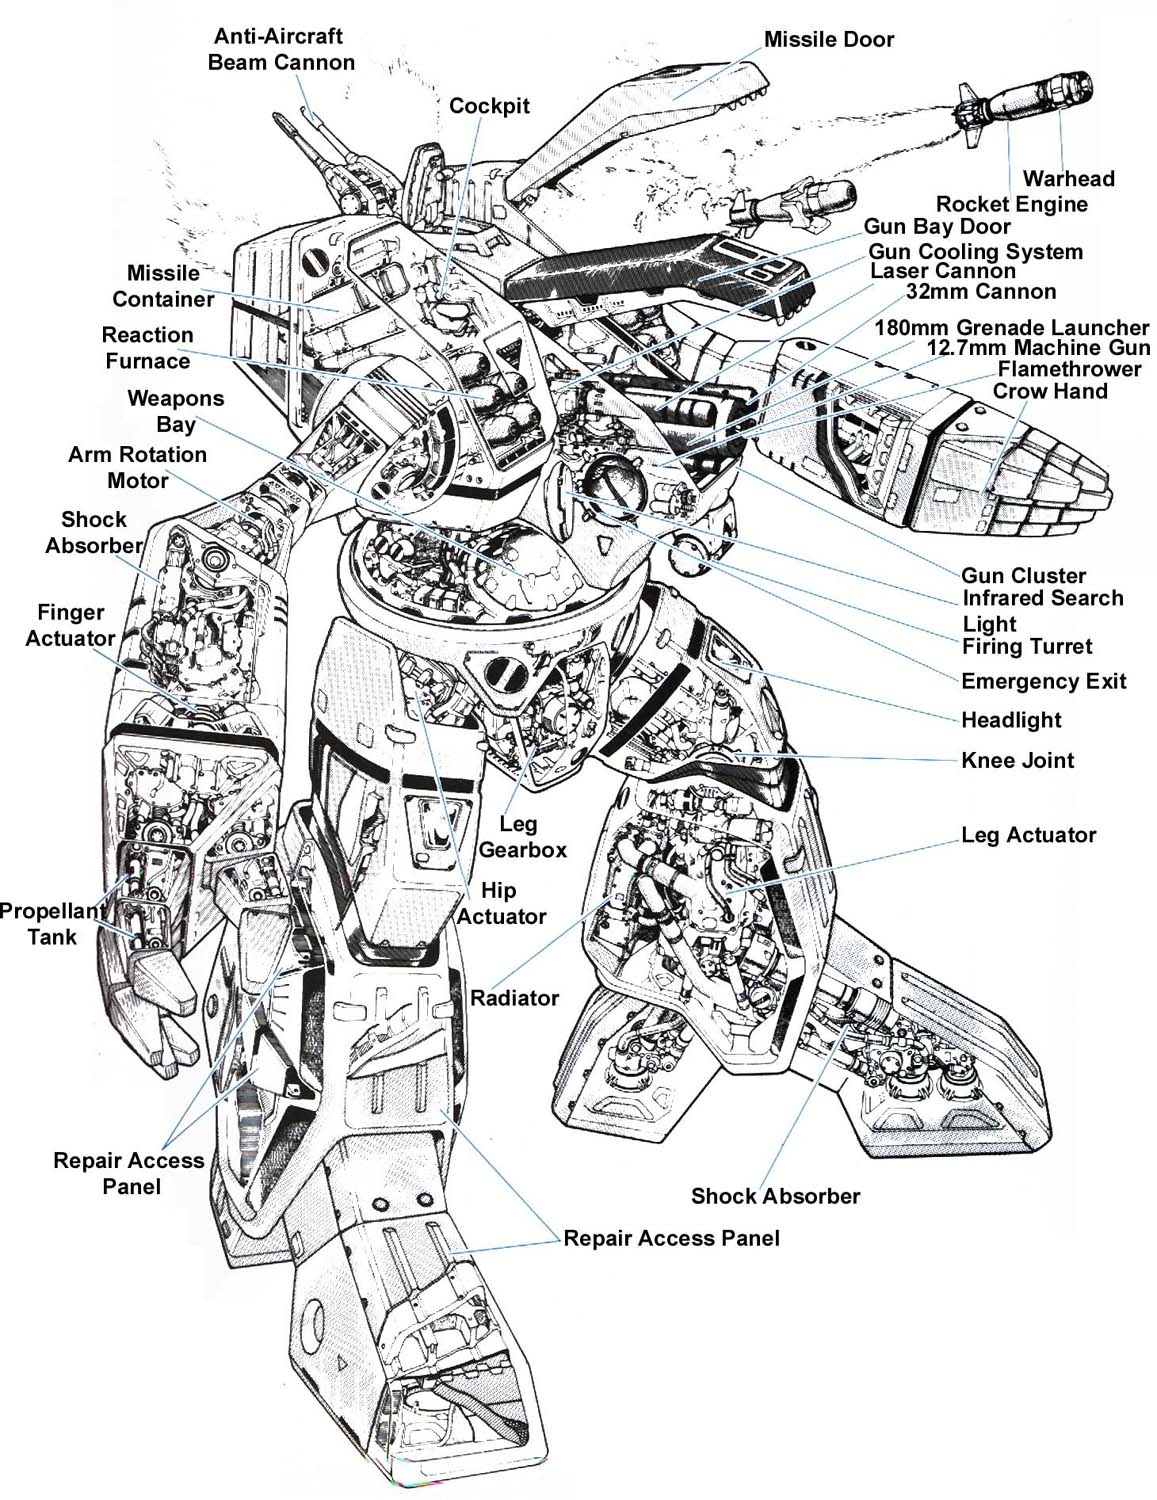 Anti-Aircraft
Beam Cannon
Missile Door
Cockpit
Warhead
Rocket Engine
Gun Bay Door
Gun Cooling System
Laser Cannon
32mm Cannon
Missile
Container
Reaction
Furnace
180mm Grenade Launcher
12.7mm Machine Gun
Flamethrower
Crow Hand
Weapons
Bay
Arm Rotation
Motor
Shock
Absorber
Finger
Actuator
Gun Cluster
Infrared Search
Light
Firing Turret
Emergency Exit
Headlight
Knee Joint
Leg
Gearbox
Leg Actuator
Hip
Actuator
Propellant
Tank
Radiator
Repair Access
Panel
Shock Absorber
Repair Access Panel